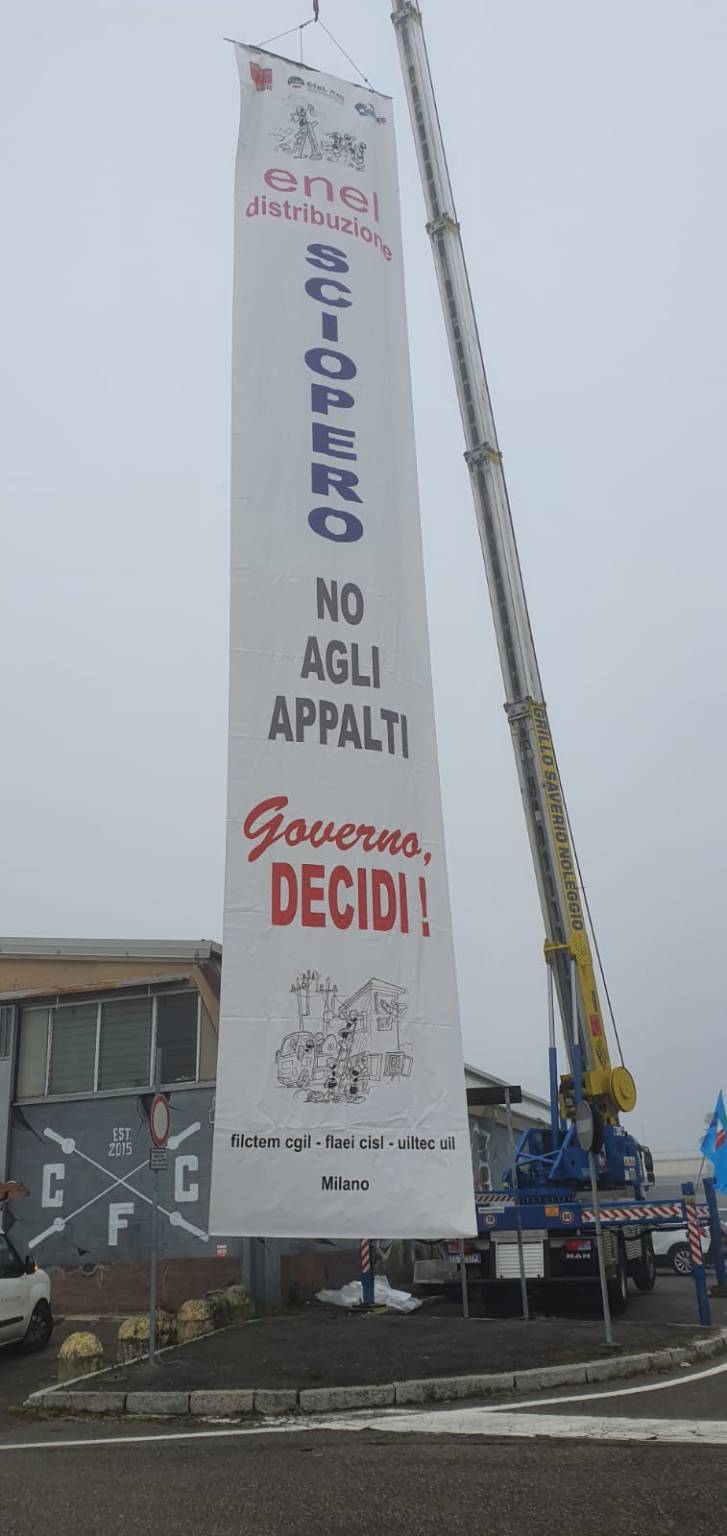 enel
distribuzione
SCIOPERO
NO
AGLI
APPALTI
Governo,
DECIDI!
filctem cgil - flaei cisl - uiltec uil
Milano
GRILLO SAVERIO NOLEGGIO
EST.
2015
C C
F
MAN